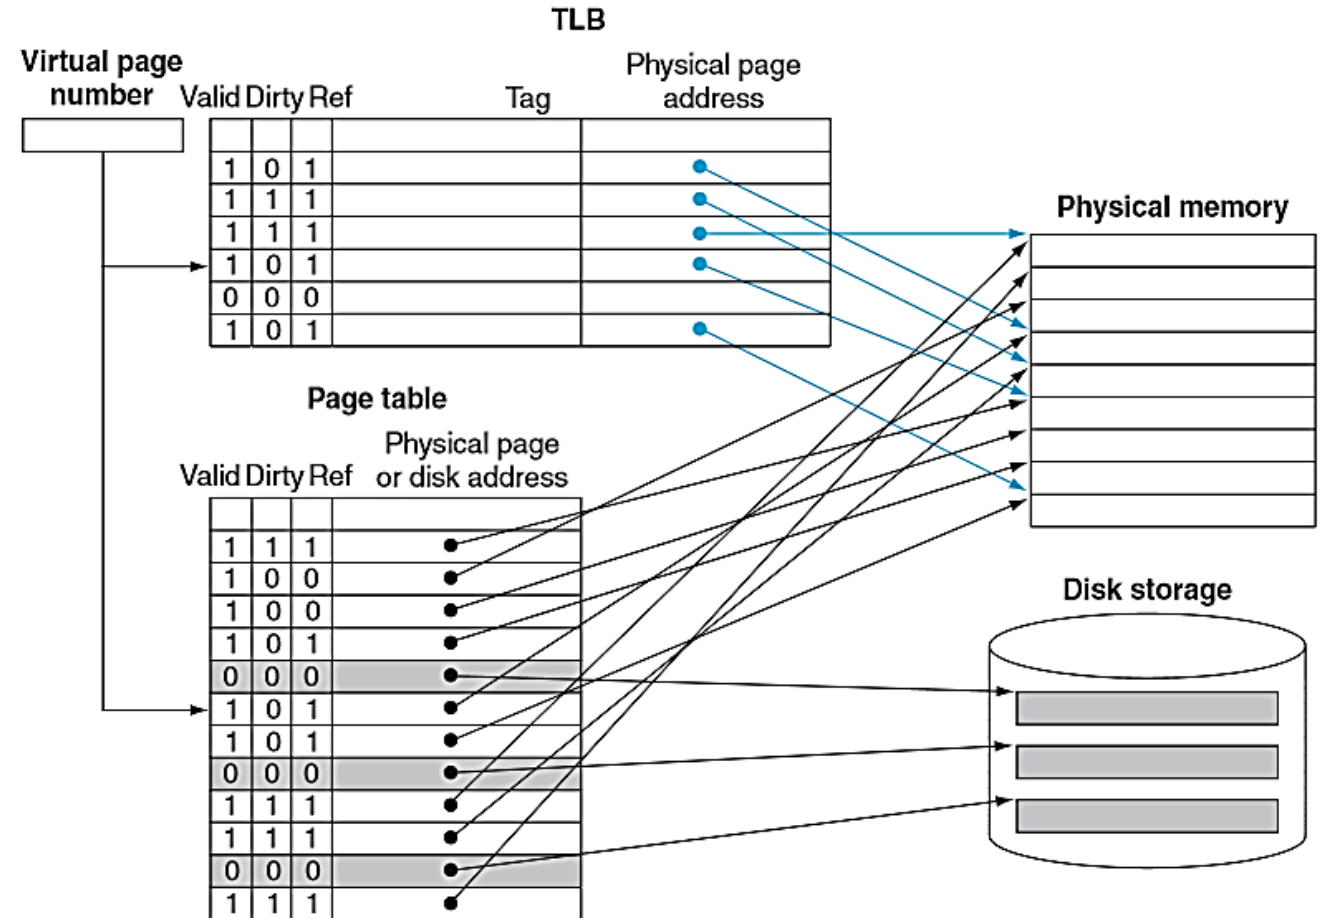 TLB
Virtual page
number
Valid Dirty Ref
Tag
Physical page
address
1 0 1
1 1 1
1 1 1
1 0 1
0 0 0
1 0 1
Physical memory
Page table
Physical page
or disk address
Valid Dirty Ref
1 1 1
1 0 0
1 0 0
1 0 1
0 0 0
1 0 1
1 0 1
0 0 0
1 1 1
1 1 1
0 0 0
1 1 1
Disk storage